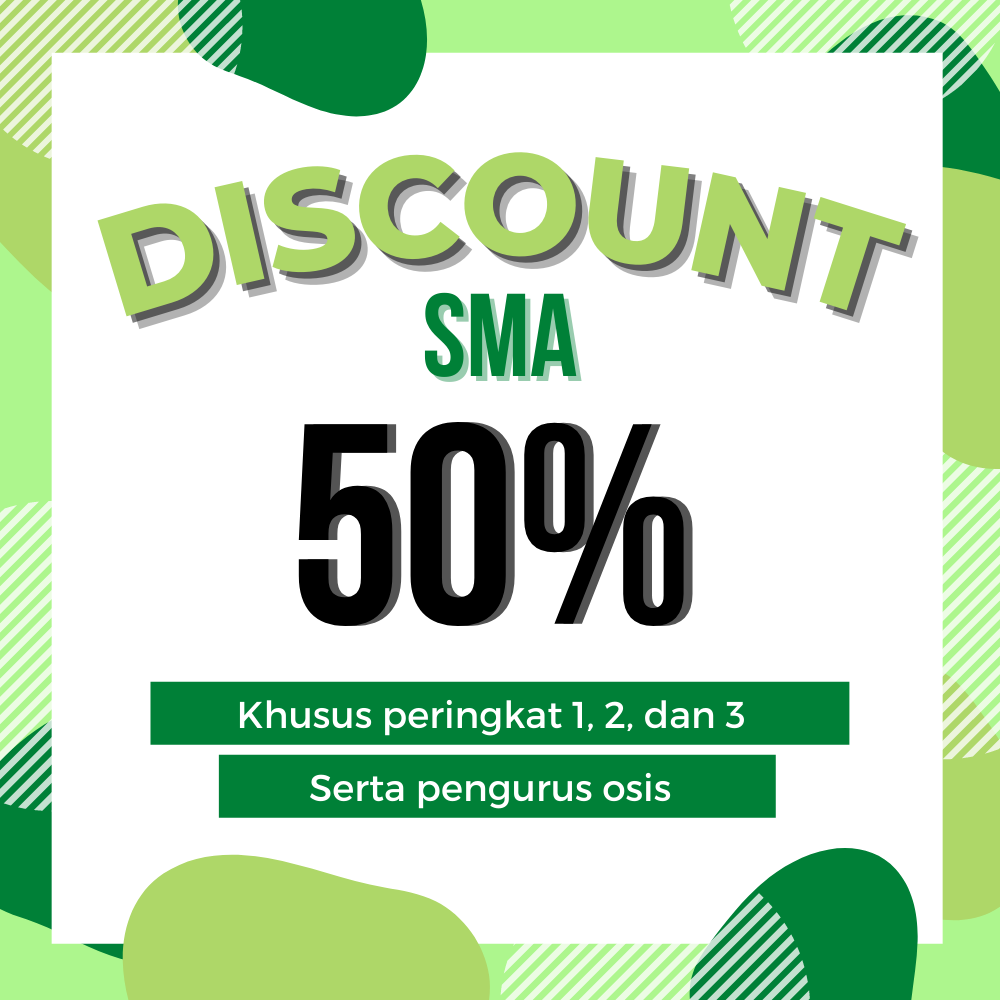 DISCOUNT
SMA
50%
Khusus peringkat 1, 2, dan 3
Serta pengurus osis